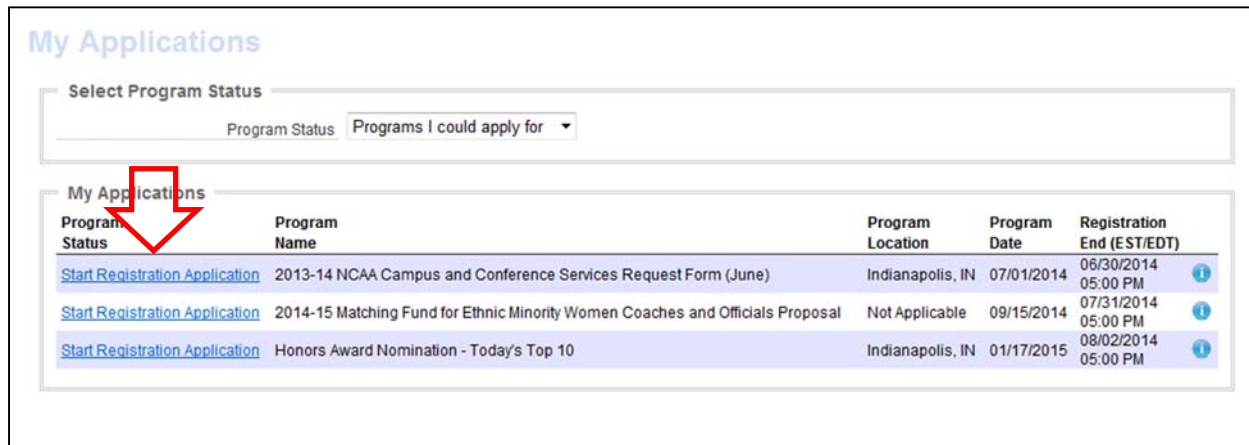 My Applications
Select Program Status
Program Status Programs I could apply for
My Applications
Program Status Program Name Program Location Program Date Registration End (EST/EDT)
Start Registration Application 2013-14 NCAA Campus and Conference Services Request Form (June) Indianapolis, IN 07/01/2014 06/30/2014 05:00 PM
Start Registration Application 2014-15 Matching Fund for Ethnic Minority Women Coaches and Officials Proposal Not Applicable 09/15/2014 07/31/2014 05:00 PM
Start Registration Application Honors Award Nomination - Today's Top 10 Indianapolis, IN 01/17/2015 08/02/2014 05:00 PM